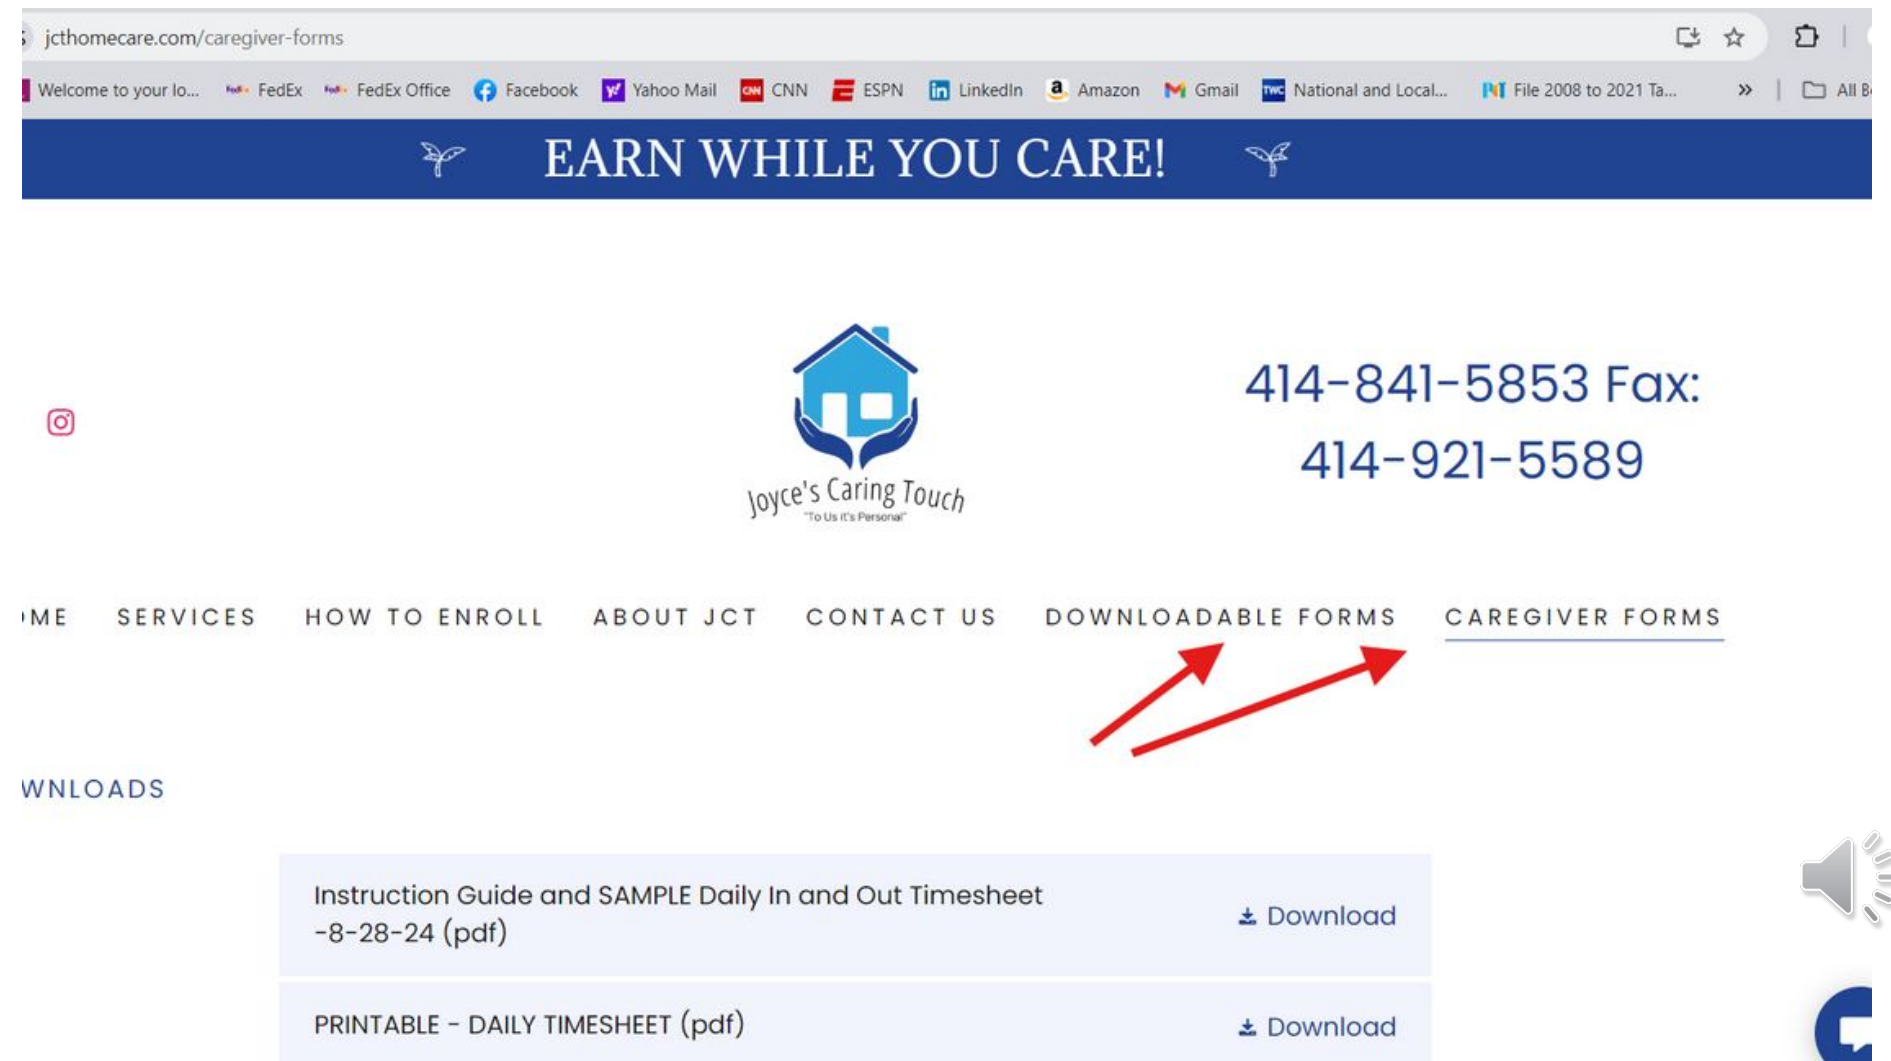 jcthomecare.com/caregiver-forms
Welcome to your lo... FedEx FedEx Office Facebook Yahoo Mail CNN ESPN LinkedIn Amazon Gmail National and Local... File 2008 to 2021 Ta... » All B
EARN WHILE YOU CARE!
414-841-5853 Fax:
414-921-5589
Joyce's Caring Touch
"To Us It's Personal"
OME SERVICES HOW TO ENROLL ABOUT JCT CONTACT US DOWNLOADABLE FORMS CAREGIVER FORMS
WNLOADS
Instruction Guide and SAMPLE Daily In and Out Timesheet
-8-28-24 (pdf)
Download
PRINTABLE - DAILY TIMESHEET (pdf)
Download